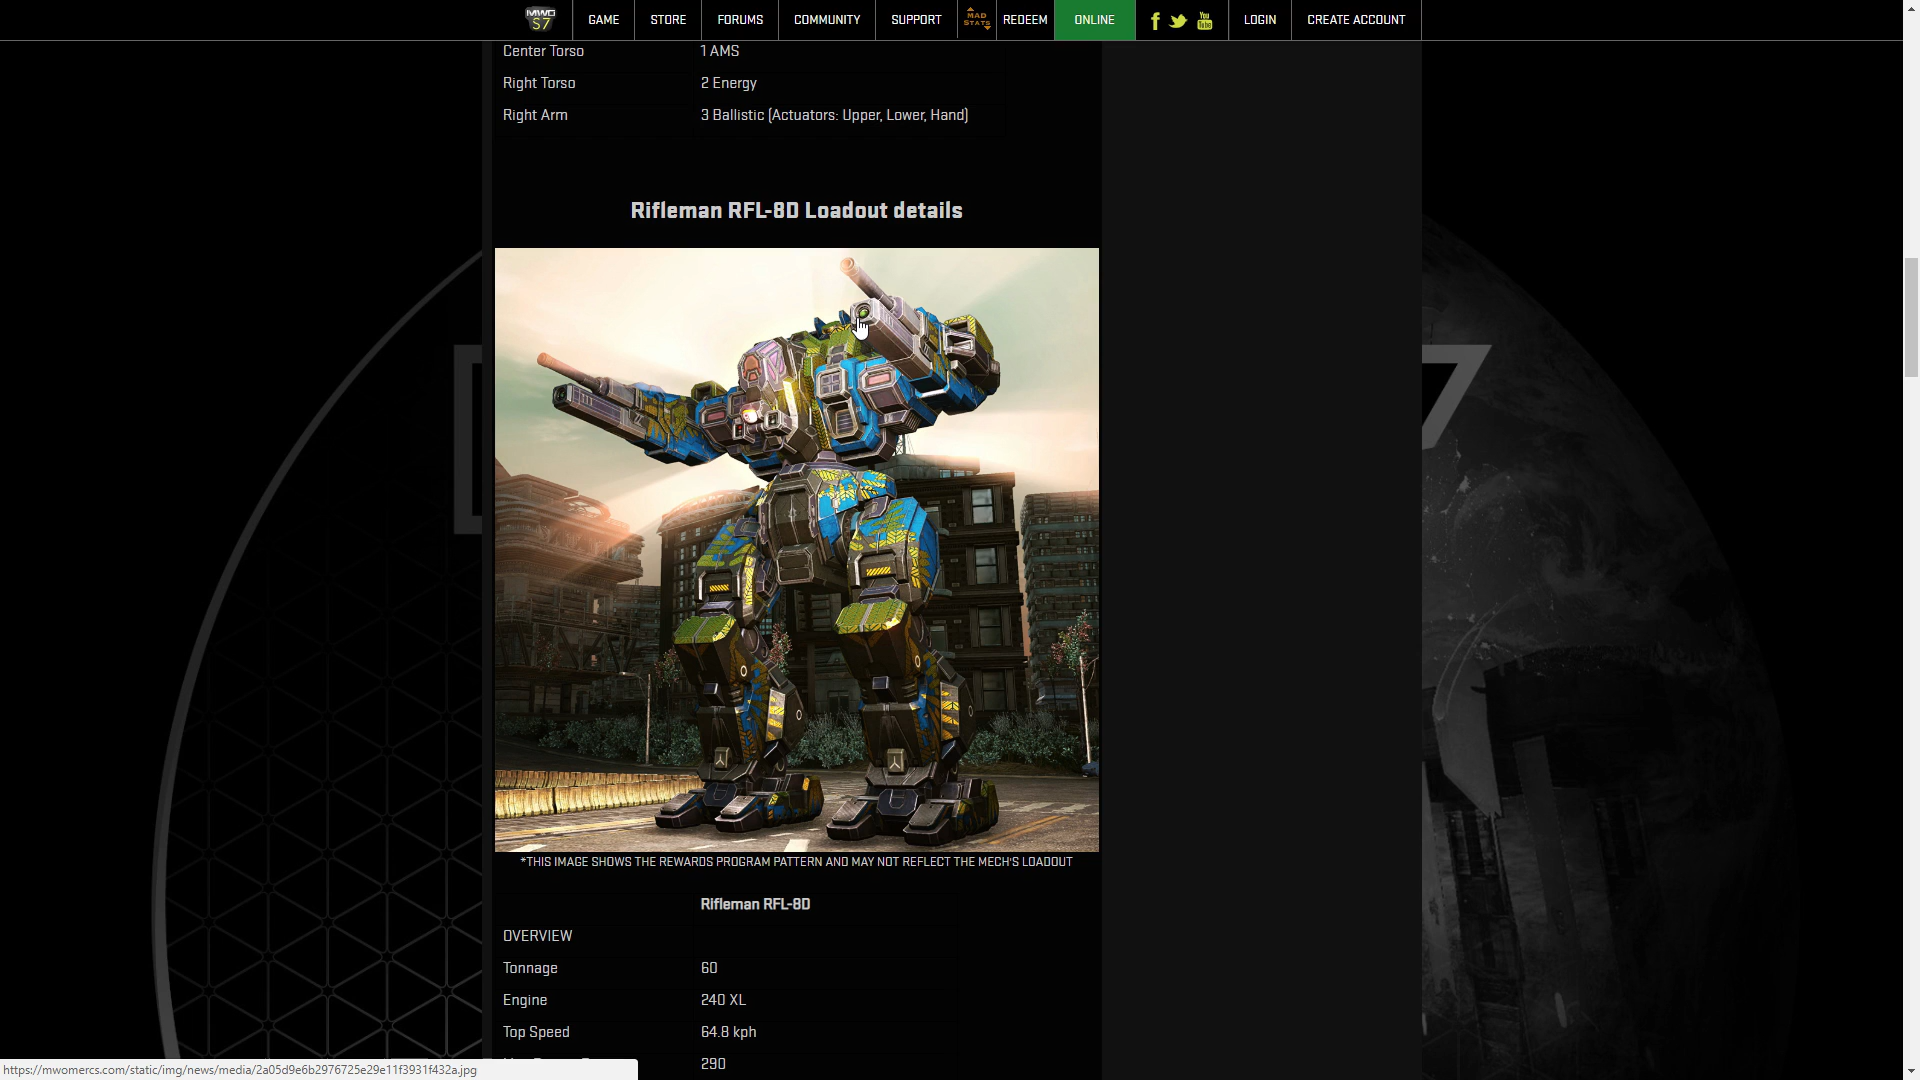 MWO
S7
GAME
STORE
FORUMS
COMMUNITY
SUPPORT
MAD
STATS
REDEEM
ONLINE
You
Tube
LOGIN
CREATE ACCOUNT
Center Torso 1 AMS
Right Torso 2 Energy
Right Arm 3 Ballistic (Actuators: Upper, Lower, Hand)
Rifleman RFL-8D Loadout details
*THIS IMAGE SHOWS THE REWARDS PROGRAM PATTERN AND MAY NOT REFLECT THE MECH'S LOADOUT
Rifleman RFL-8D
OVERVIEW
Tonnage 60
Engine 240 XL
Top Speed 64.8 kph
290
https://mwomercs.com/static/img/news/media/2a05d9e6b2976725e29e11f3931f432a.jpg
7